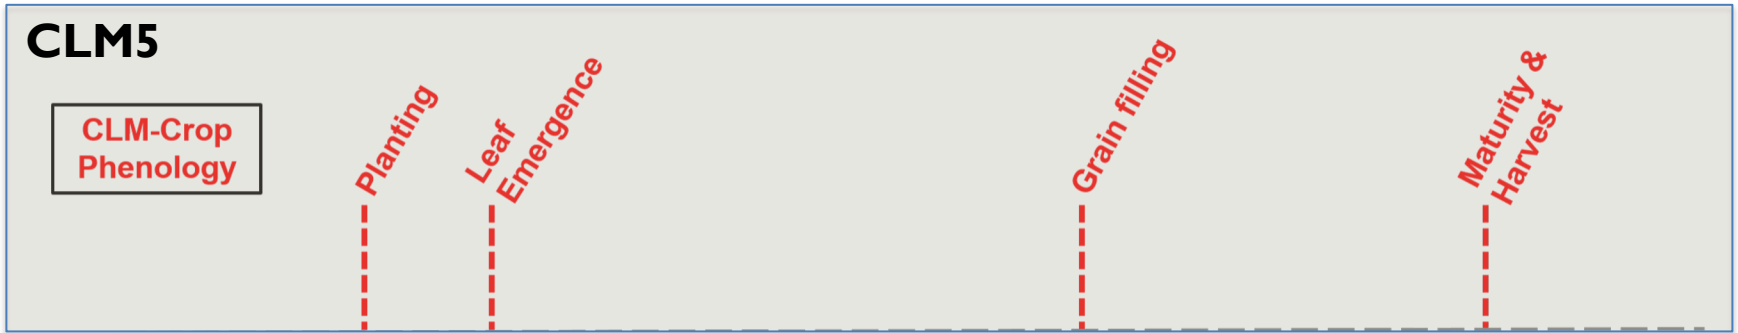 CLM5
CLM-Crop
Phenology
Planting
Leaf
Emergence
Grain filling
Maturity &
Harvest